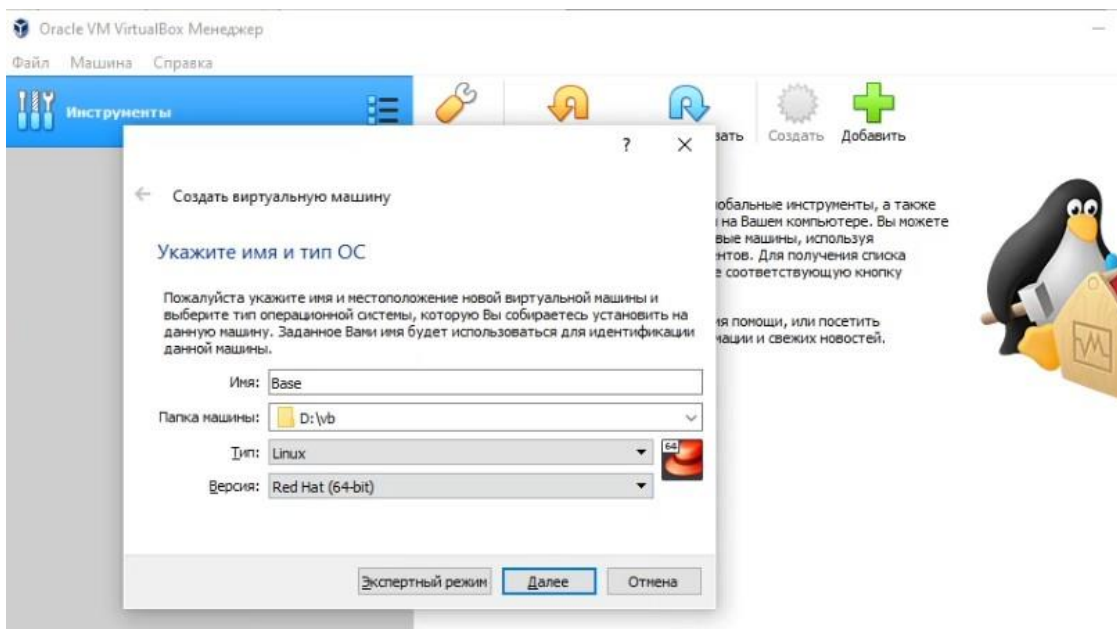 Oracle VM VirtualBox Менеджер
Файл Машина Справка
Инструменты
вать Создать Добавить
? ×
Создать виртуальную машину
Укажите имя и тип ОС
Пожалуйста укажите имя и местоположение новой виртуальной машины и
выберите тип операционной системы, которую Вы собираетесь установить на
данную машину. Заданное Вами имя будет использоваться для идентификации
данной машины.
Имя: Base
Папка машины: D:\vb
Тип: Linux
64
Версия: Red Hat (64-bit)
Экспертный режим Далее Отмена
обальные инструменты, а также
на Вашем компьютере. Вы можете
вые машины, используя
нтов. Для получения списка
е соответствующую кнопку
ия помощи, или посетить
мации и свежих новостей.